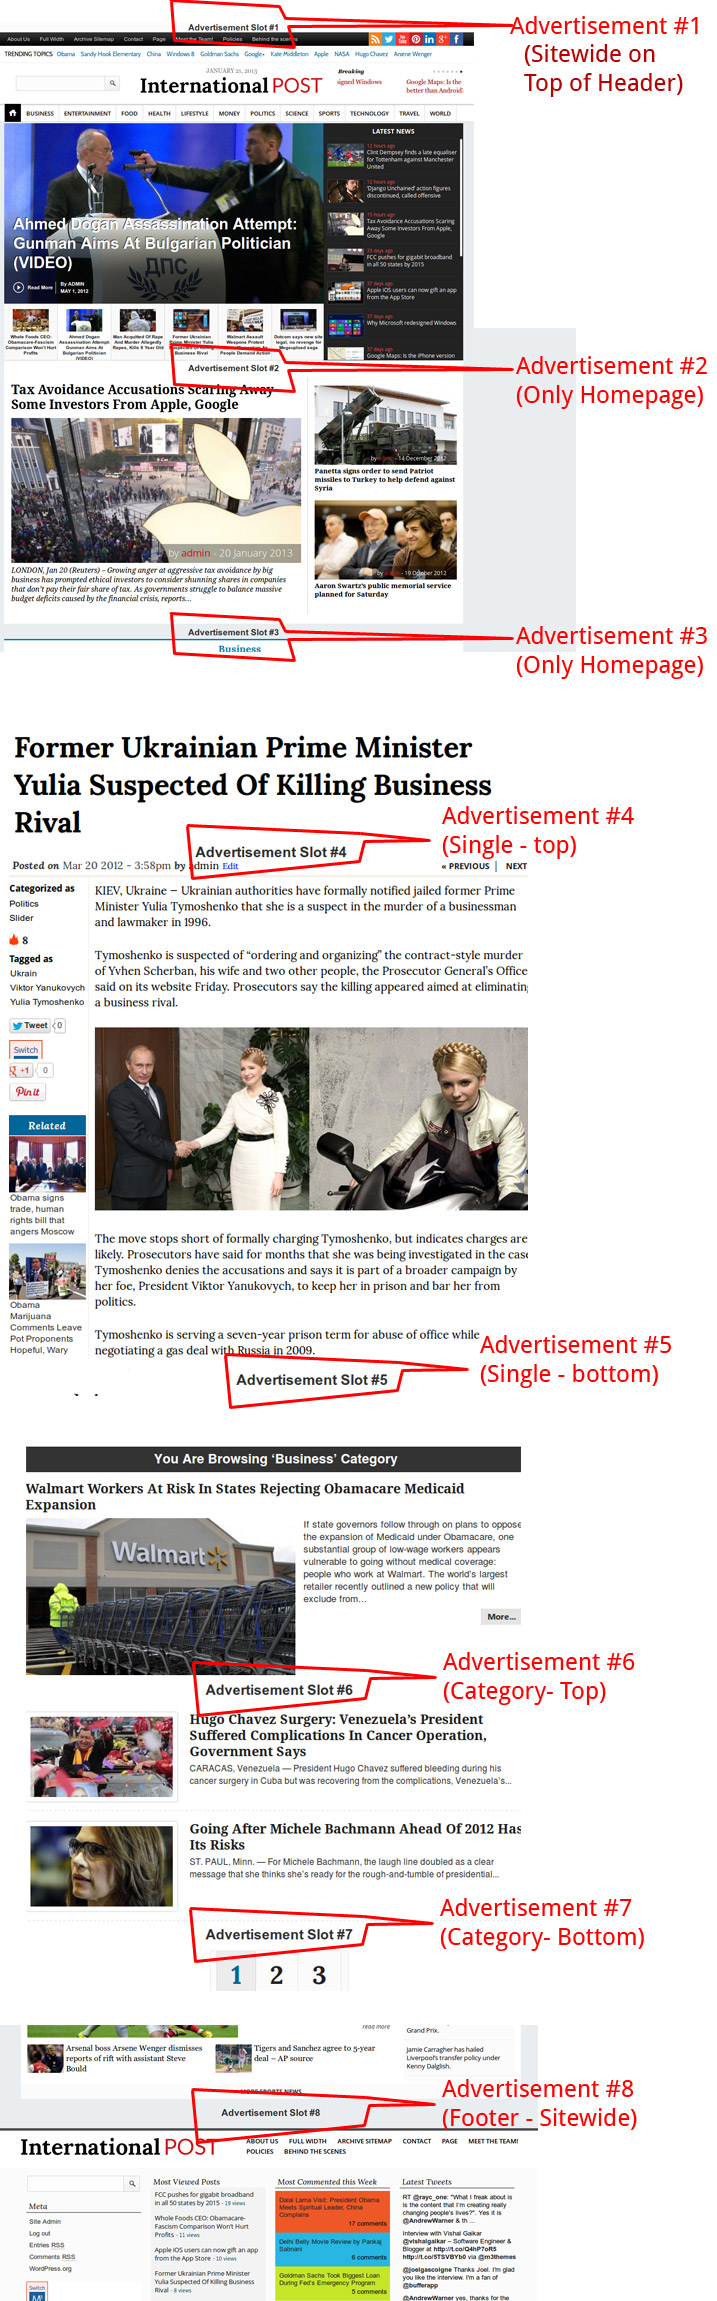 Advertisement Slot #1
Advertisement #1
(Sitewide on
Top of Header)
About Us Full Width Archive Sitemap Contact Page Meet the Team! Policies Behind the scenes
TRENDING TOPICS Obama Sandy Hook Elementary China Windows 8 Goldman Sachs Google+ Kate Middleton Apple NASA Hugo Chavez Arsene Wenger
JANUARY 21, 2013
International POST
Breaking
signed Windows
Google Maps: Is the
better than Android
BUSINESS ENTERTAINMENT FOOD HEALTH LIFESTYLE MONEY POLITICS SCIENCE SPORTS TECHNOLOGY TRAVEL WORLD
Ahmed Dogan Assassination Attempt:
Gunman Aims At Bulgarian Politician
(VIDEO)
Read More
By ADMIN
MAY 1, 2012
ДПС
LATEST NEWS
12 hours ago
Clint Dempsey finds a late equaliser
for Tottenham against Manchester
United
12 hours ago
'Django Unchained' action figures
discontinued, called offensive
15 hours ago
Tax Avoidance Accusations Scaring
Away Some Investors From Apple,
Google
33 days ago
FCC pushes for gigabit broadband
in all 50 states by 2015
37 days ago
Apple iOS users can now gift an app
from the App Store
37 days ago
Why Microsoft redesigned Windows
37 days ago
Google Maps: Is the iPhone version
Whole Foods CEO:
Obamacare-Fascism
Comparison Won't Hurt
Profits
Ahmed Dogan
Assassination Attempt:
Gunman Aims At
Bulgarian Politician
(VIDEO)
Man Acquitted Of Rape
And Murder Allegedly
Rapes, Kills 9 Year Old
Former Ukrainian
Prime Minister Yulia
Suspected Of Killing
Business Rival
Walmart Assault
Weapons Protest
People Demand Action
Dotcom says new site
legal, no revenge for
Megaupload saga
Advertisement Slot #2
Advertisement #2
(Only Homepage)
Tax Avoidance Accusations Scaring Away
Some Investors From Apple, Google
by admin - 20 January 2013
LONDON, Jan 20 (Reuters) – Growing anger at aggressive tax avoidance by big
business has prompted ethical investors to consider shunning shares in companies
that don't pay their fair share of tax. As governments struggle to balance massive
budget deficits caused by the financial crisis, reports...
by admin - 14 December 2012
Panetta signs order to send Patriot
missiles to Turkey to help defend against
Syria
by admin - 19 October 2012
Aaron Swartz's public memorial service
planned for Saturday
Advertisement Slot #3
Advertisement #3
(Only Homepage)
Business
Former Ukrainian Prime Minister
Yulia Suspected Of Killing Business
Rival
Advertisement Slot #4
Advertisement #4
(Single - top)
Posted on Mar 20 2012 - 3:58pm by admin Edit
« PREVIOUS | NEXT
Categorized as
Politics
Slider
8
Tagged as
Ukrain
Viktor Yanukovych
Yulia Tymoshenko
Tweet 0
Switch
+1 0
Pin it
Related
Obama signs
trade, human
rights bill that
angers Moscow
Obama
Marijuana
Comments Leave
Pot Proponents
Hopeful, Wary
KIEV, Ukraine — Ukrainian authorities have formally notified jailed former Prime
Minister Yulia Tymoshenko that she is a suspect in the murder of a businessman
and lawmaker in 1996.
Tymoshenko is suspected of “ordering and organizing” the contract-style murder
of Yvhen Scherban, his wife and two other people, the Prosecutor General's Office
said on its website Friday. Prosecutors say the killing appeared aimed at eliminating
a business rival.
The move stops short of formally charging Tymoshenko, but indicates charges are
likely. Prosecutors have said for months that she was being investigated in the case
Tymoshenko denies the accusations and says it is part of a broader campaign by
her foe, President Viktor Yanukovych, to keep her in prison and bar her from
politics.
Tymoshenko is serving a seven-year prison term for abuse of office while
negotiating a gas deal with Russia in 2009.
Advertisement Slot #5
Advertisement #5
(Single - bottom)
You Are Browsing ‘Business’ Category
Walmart Workers At Risk In States Rejecting Obamacare Medicaid
Expansion
Walmart
If state governors follow through on plans to oppose
the expansion of Medicaid under Obamacare, one
substantial group of low-wage workers appears
vulnerable to going without medical coverage:
people who work at Walmart. The world's largest
retailer recently outlined a new policy that will
exclude from...
More...
Advertisement Slot #6
Advertisement #6
(Category- Top)
Hugo Chavez Surgery: Venezuela's President
Suffered Complications In Cancer Operation,
Government Says
CARACAS, Venezuela — President Hugo Chavez suffered bleeding during his
cancer surgery in Cuba but was recovering from the complications, Venezuela's...
Going After Michele Bachmann Ahead Of 2012 Has
Its Risks
ST. PAUL, Minn. — For Michele Bachmann, the laugh line doubled as a clear
message that she thinks she's ready for the rough-and-tumble of presidential...
Advertisement Slot #7
Advertisement #7
(Category- Bottom)
1 2 3
read more
Arsenal boss Arsene Wenger dismisses
reports of rift with assistant Steve
Bould
Tigers and Sanchez agree to 5-year
deal – AP source
Grand Prix.
Jamie Carragher has hailed
Liverpool's transfer policy under
Kenny Dalglish.
MORE SPORTS NEWS
Advertisement Slot #8
Advertisement #8
(Footer - Sitewide)
International POST
ABOUT US FULL WIDTH ARCHIVE SITEMAP CONTACT PAGE MEET THE TEAM!
POLICIES BEHIND THE SCENES
Meta
Site Admin
Log out
Entries RSS
Comments RSS
WordPress.org
Switch
Most Viewed Posts
FCC pushes for gigabit broadband
in all 50 states by 2015 - 19 views
Whole Foods CEO: Obamacare-
Fascism Comparison Won't Hurt
Profits - 11 views
Apple iOS users can now gift an app
from the App Store - 10 views
Former Ukrainian Prime Minister
Yulia Suspected Of Killing Business
Rival - 8 views
Most Commented this Week
Dalai Lama Visit: President Obama
Meets Spiritual Leader, China
Complains
17 comments
Delhi Belly Movie Review by Pankaj
Sabnani
6 comments
Goldman Sachs Took Biggest Loan
During Fed's Emergency Program
5 comments
Latest Tweets
RT @rayc_one: "What I freak about is
is the content that I'm creating really
changing people's lives?". Yes it is
@AndrewWarner & th ...
Interview with Vishal Gaikar
@vishalgaikar – Software Engineer &
Blogger at http://t.co/Q4hP7oR5
http://t.co/5TSVBYb0 via @m3themes
@joelgascoigne Thanks Joel. I'm glad
you like the interview. I'm a fan of
@bufferapp
@AndrewWarner yes, thanks for the